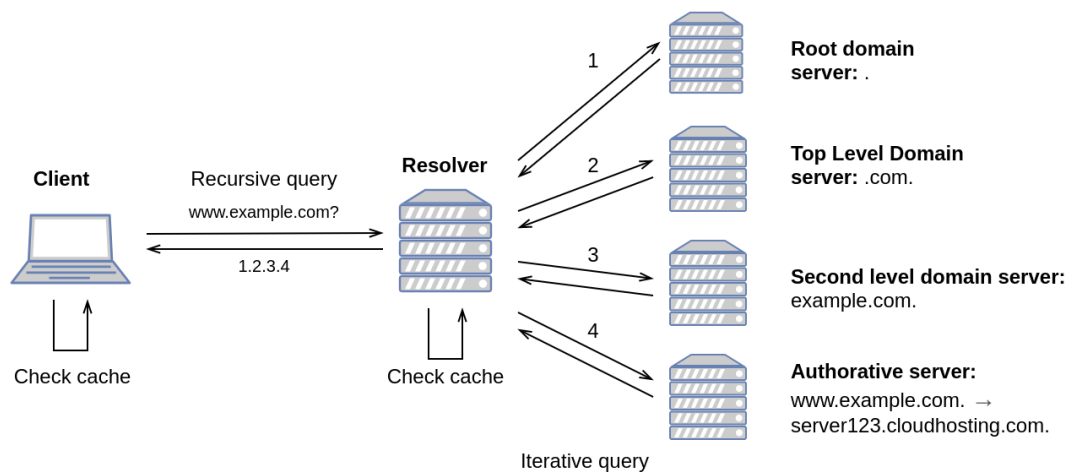 1
Root domain
server: .
Client
Recursive query
www.example.com?
1.2.3.4
Check cache
Resolver
Check cache
2
Top Level Domain
server: .com.
3
Second level domain server:
example.com.
4
Authorative server:
www.example.com. →
server123.cloudhosting.com.
Iterative query